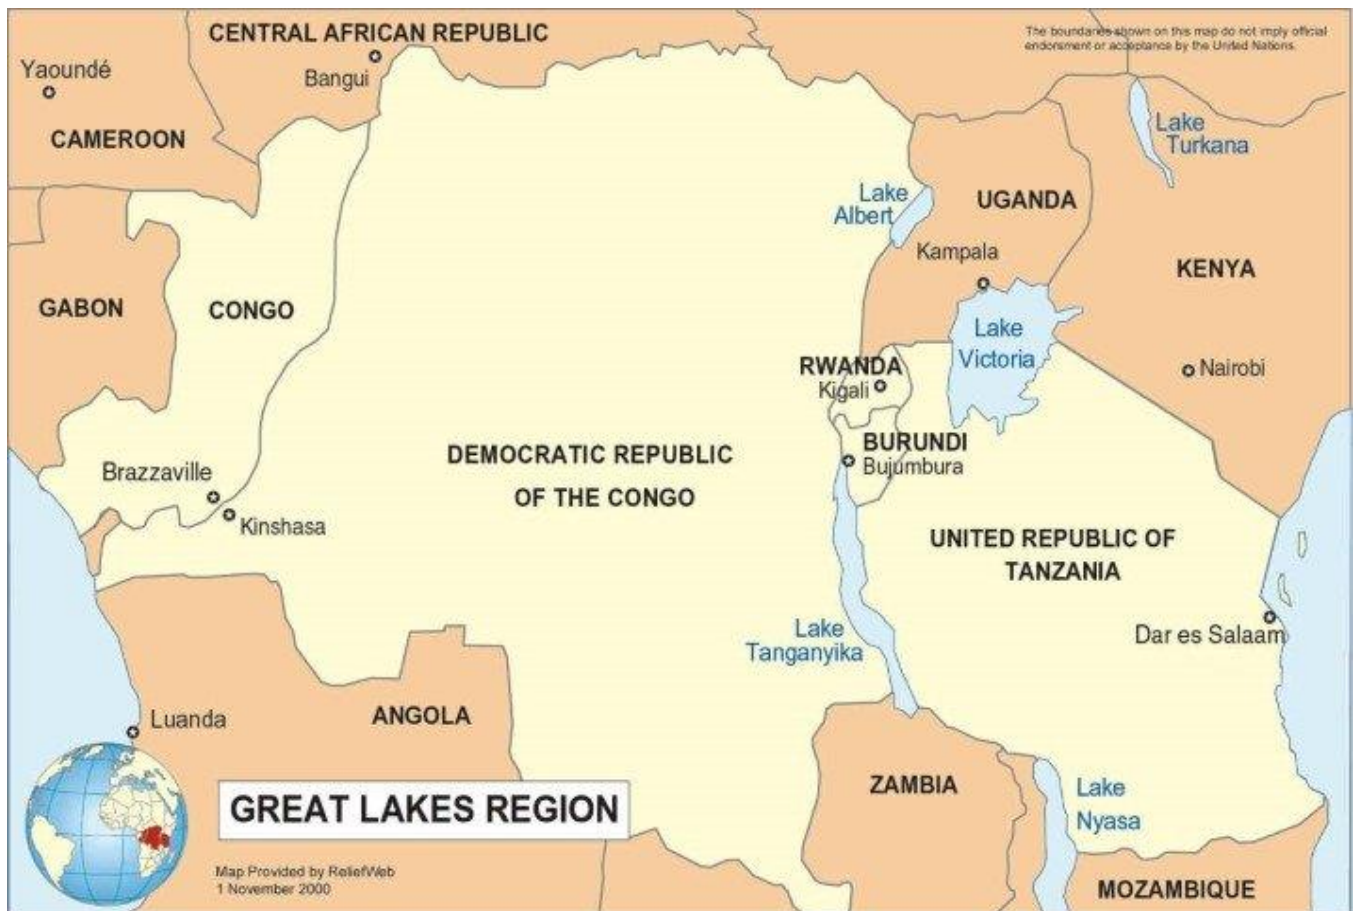 CENTRAL AFRICAN REPUBLIC
The boundaries shown on this map do not imply official
endorsment or acceptance by the United Nations.
Yaoundé
Bangui
CAMEROON
Lake
Turkana
Lake
Albert
UGANDA
Kampala
KENYA
GABON
CONGO
Lake
Victoria
RWANDA
Kigali
Nairobi
BURUNDI
Bujumbura
DEMOCRATIC REPUBLIC
OF THE CONGO
Brazzaville
Kinshasa
UNITED REPUBLIC OF
TANZANIA
Lake
Tanganyika
Dar es Salaam
Luanda
ANGOLA
ZAMBIA
Lake
Nyasa
GREAT LAKES REGION
Map Provided by ReliefWeb
1 November 2000
MOZAMBIQUE